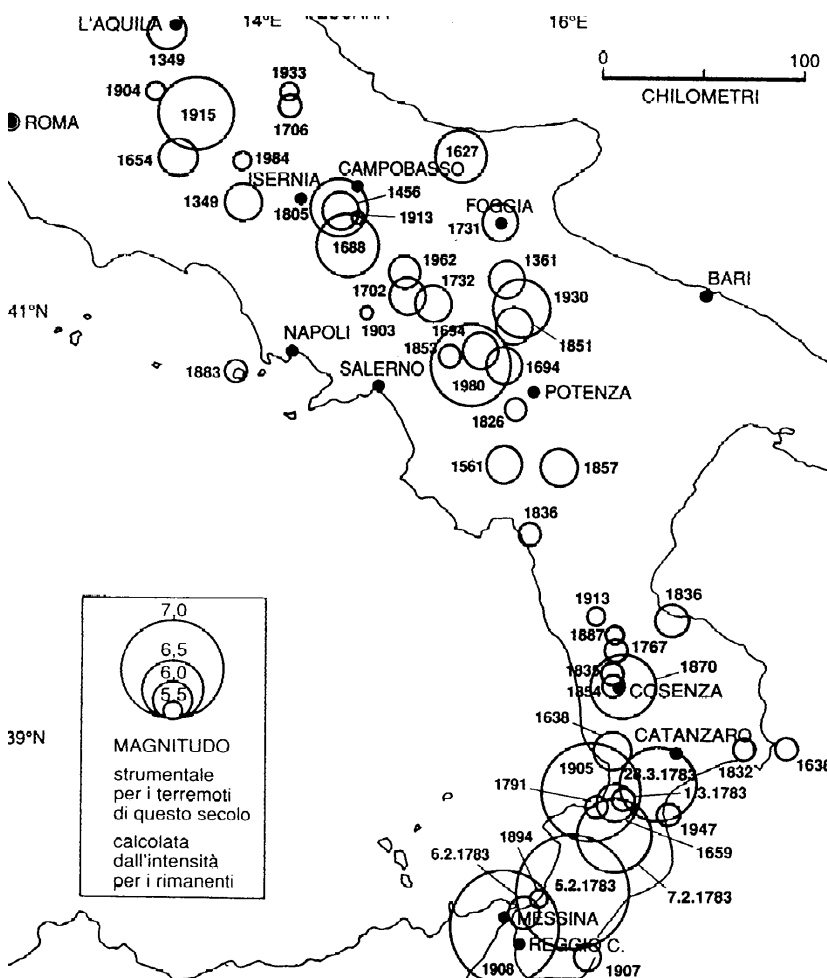 L'AQUILA
14°E
16°E
1349
0
100
CHILOMETRI
1904
1933
1915
1706
ROMA
1654
1984
1627
ISERNIA
CAMPOBASSO
1349
1805
1456
1913
FOGGIA
1731
1688
1962
1361
1702
1732
1930
BARI
41°N
1903
1694
NAPOLI
1853
1851
1883
SALERNO
1980
1694
POTENZA
1826
1561
1857
1836
7,0
6,5
6,0
5,5
MAGNITUDO
strumentale
per i terremoti
di questo secolo
calcolata
dall'intensità
per i rimanenti
1913
1836
1887
1767
1835
1870
1854
COSENZA
39°N
1638
CATANZARO
1905
28.3.1783
1832
1791
1.3.1783
1947
1894
1659
6.2.1783
5.2.1783
7.2.1783
MESSINA
REGGIO C.
1908
1907